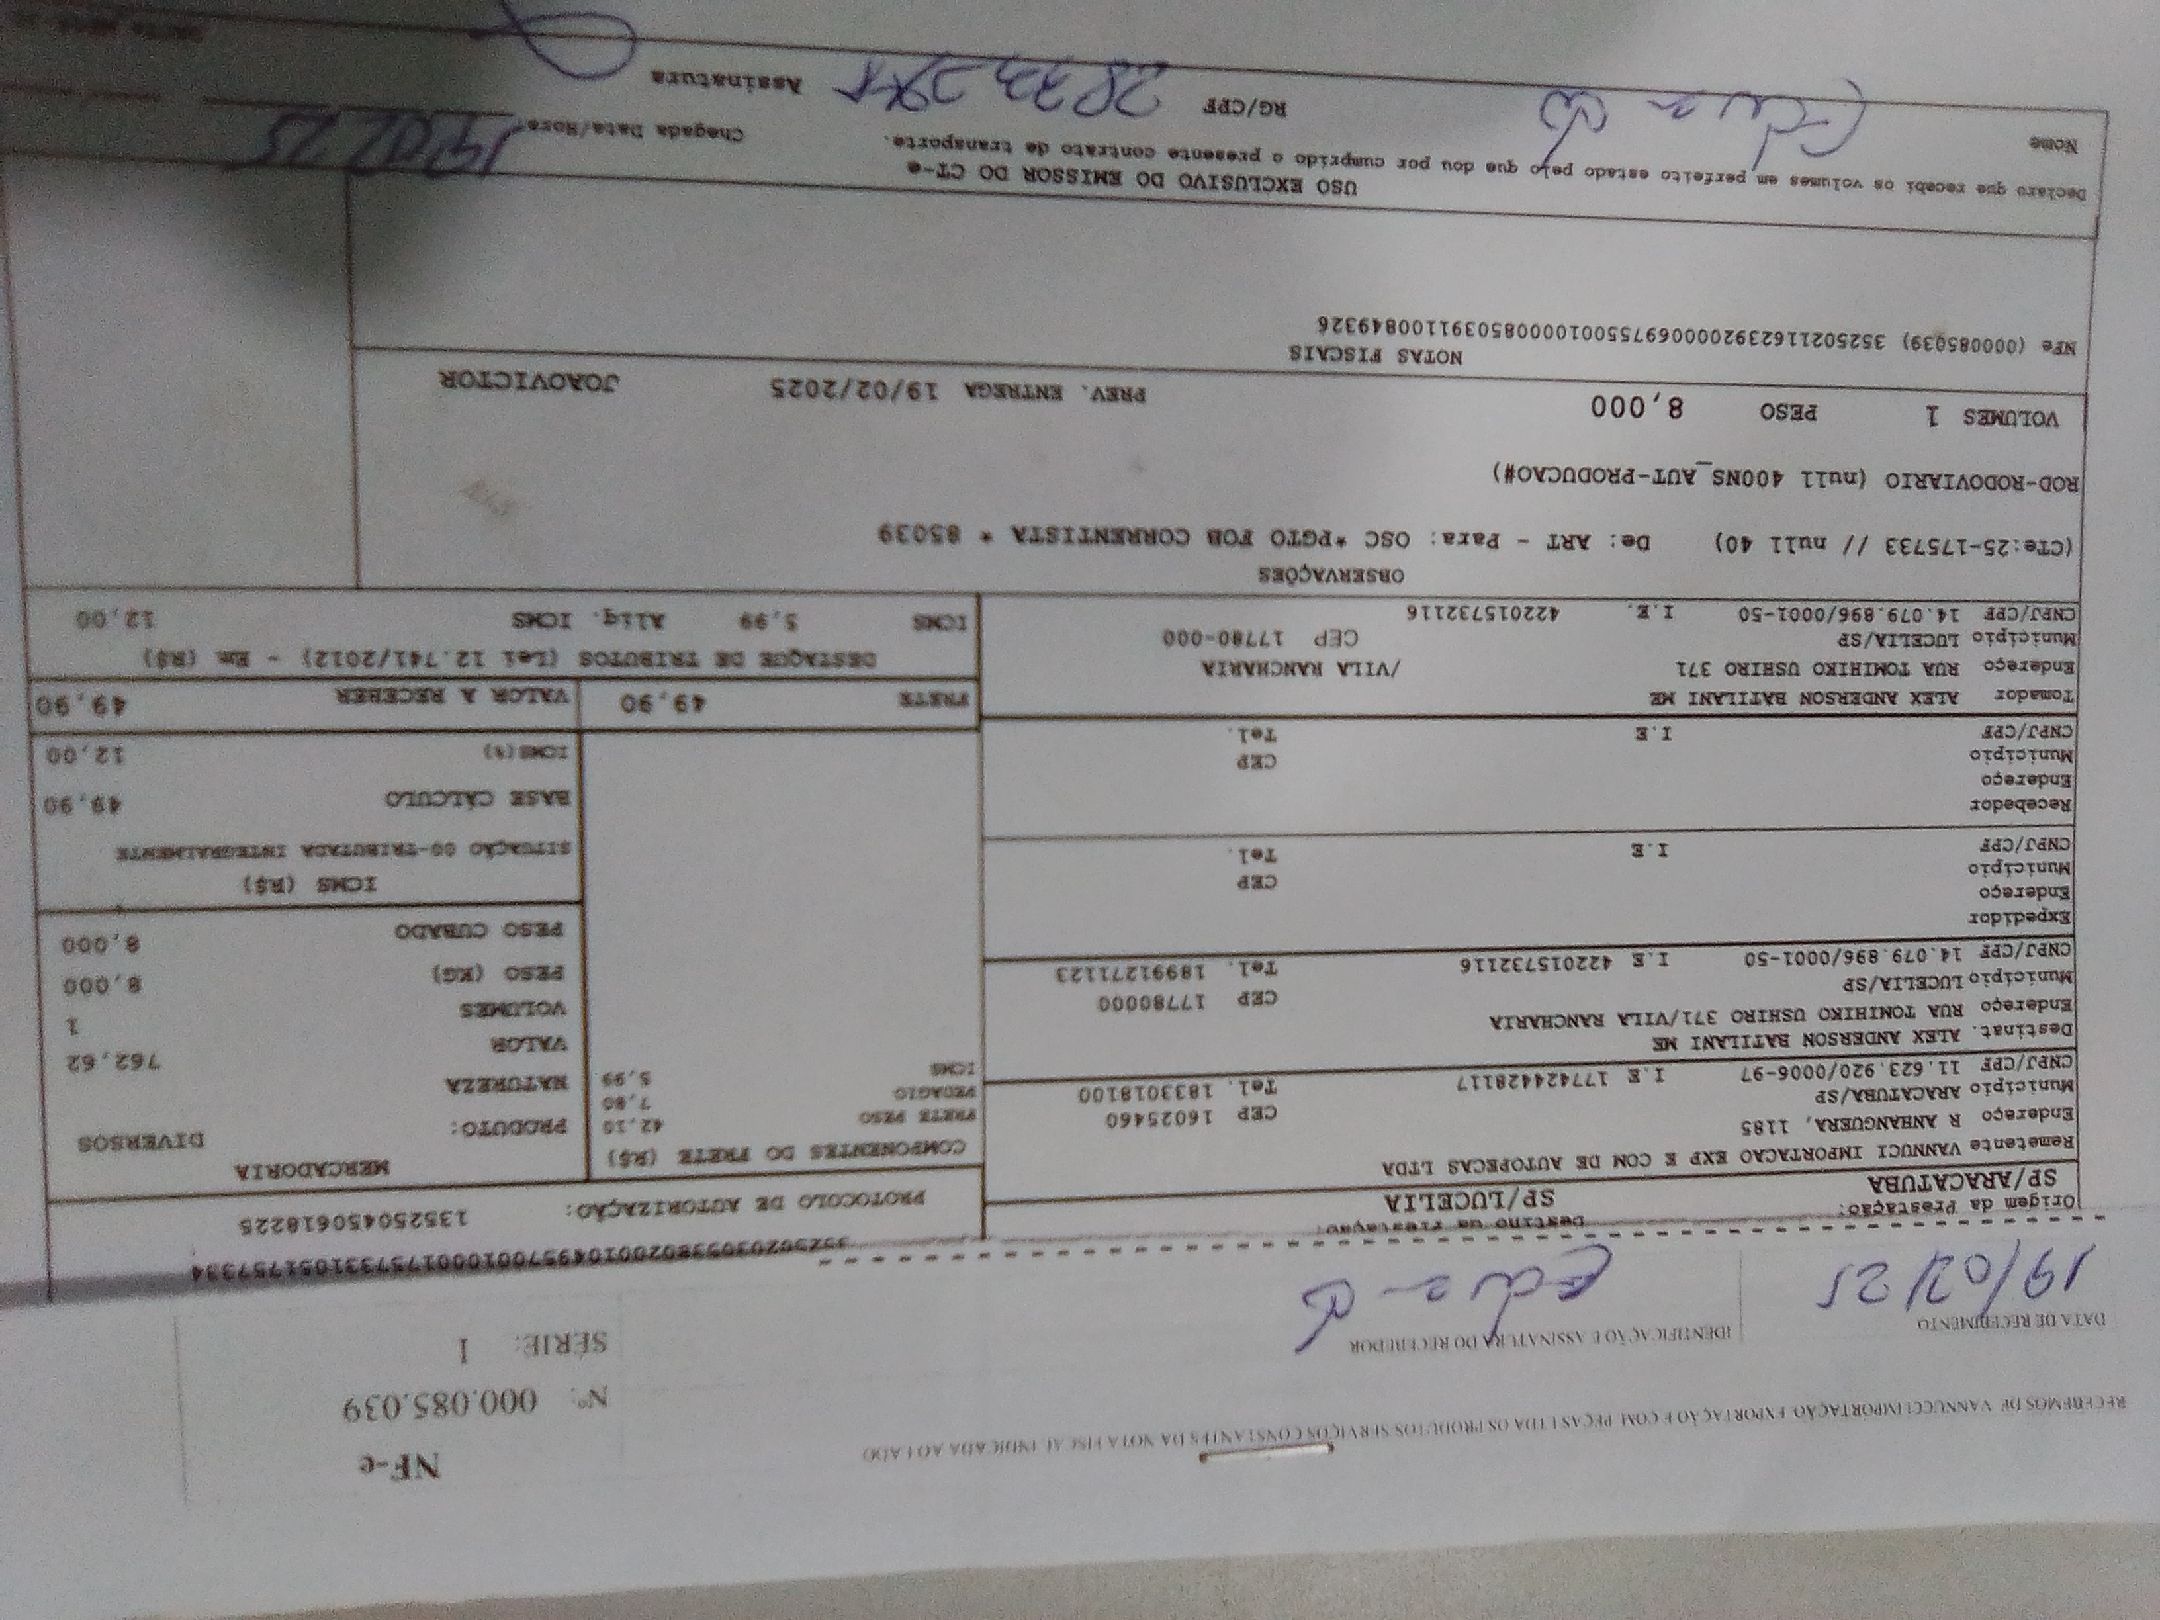 RECEBEMOS DE VANNUCCI IMPORTAÇÃO EXPORTAÇÃO E COM PEÇAS LTDA OS PRODUTOS SERVIÇOS CONSTANTES DA NOTA FISCAL INDICADA AO LADO
NF-e
Nº: 000.085.039
SÉRIE: 1
DATA DE RECEBIMENTO
IDENTIFICAÇÃO E ASSINATURA DO RECEBEDOR
19/02/25
Origem da Prestação:
SP/ARACATUBA
Destino da Prestação:
SP/LUCELIA
PROTOCOLO DE AUTORIZAÇÃO: 135250450618225
Remetente VANNUCI IMPORTACAO EXP E COM DE AUTOPECAS LTDA
Endereço R ANHANGUERA, 1185
Município ARACATUBA/SP CEP 16025460
CNPJ/CPF 11.623.920/0006-97 I.E 177424428117 Tel. 1833018100
Destinat. ALEX ANDERSON BATILANI ME
Endereço RUA TOMIHIKO USHIRO 371/VILA RANCHARIA
Município LUCELIA/SP CEP 17780000
CNPJ/CPF 14.079.896/0001-50 I.E 422015732116 Tel. 18991271123
Expedidor
Endereço
Município CEP
CNPJ/CPF I.E Tel.
Recebedor
Endereço
Município CEP
CNPJ/CPF I.E Tel.
Tomador ALEX ANDERSON BATILANI ME
Endereço RUA TOMIHIKO USHIRO 371 /VILA RANCHARIA
Município LUCELIA/SP CEP 17780-000
CNPJ/CPF 14.079.896/0001-50 I.E. 422015732116
COMPONENTES DO FRETE (R$)
FRETE PESO 42,10
PEDAGIO 7,80
ICMS 5,99
FRETE 49,90
MERCADORIA
PRODUTO: DIVERSOS
NATUREZA
VALOR 762,62
VOLUMES 1
PESO (KG) 8,000
PESO CUBADO 8,000
ICMS (R$)
SITUAÇÃO 00-TRIBUTADA INTEGRALMENTE
BASE CÁLCULO 49,90
ICMS(%) 12,00
VALOR A RECEBER 49,90
DESTAQUE DE TRIBUTOS (Lei 12.741/2012) - Em (R$)
ICMS 5,99 Aliq. ICMS 12,00
OBSERVAÇÕES
(CTe:25-175733 // null 40) De: ART - Para: OSC *PGTO FOB CORRENTISTA * 85039
ROD-RODOVIARIO (null 400NS_AUT-PRODUCAO#)
VOLUMES 1 PESO 8,000 PREV. ENTREGA 19/02/2025 JOAOVICTOR
NOTAS FISCAIS
NFe (000085039) 35250211623920000697550010000850391100849326
USO EXCLUSIVO DO EMISSOR DO CT-e
Declaro que recebi os volumes em perfeito estado pelo que dou por cumprido o presente contrato de transporte.
Chegada Data/Hora 19 02 25
Nome
RG/CPF
Assinatura